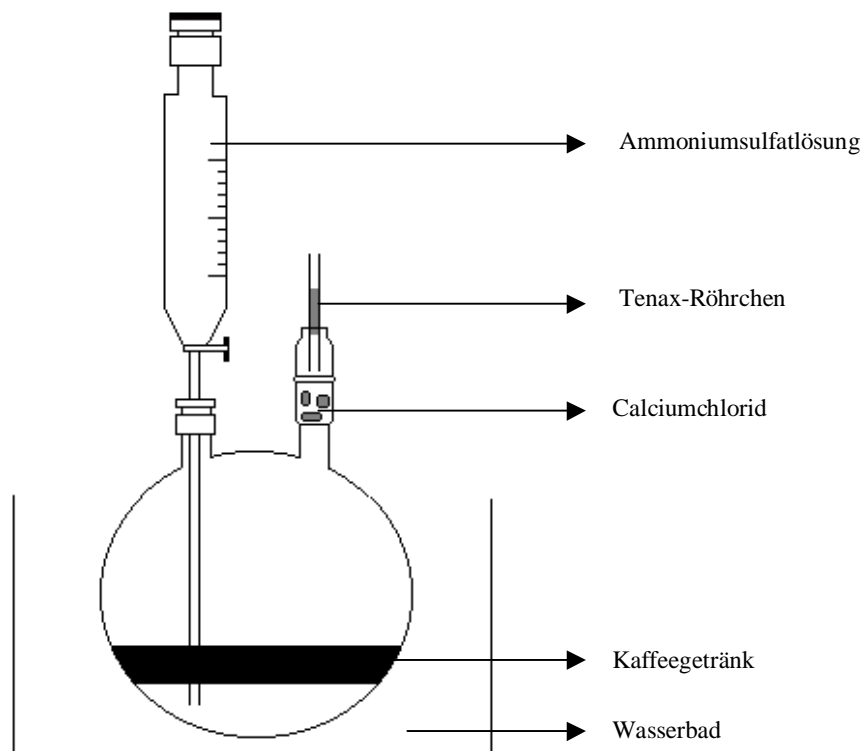 Ammoniumsulfatlösung
Tenax-Röhrchen
Calciumchlorid
Kaffeegetränk
Wasserbad